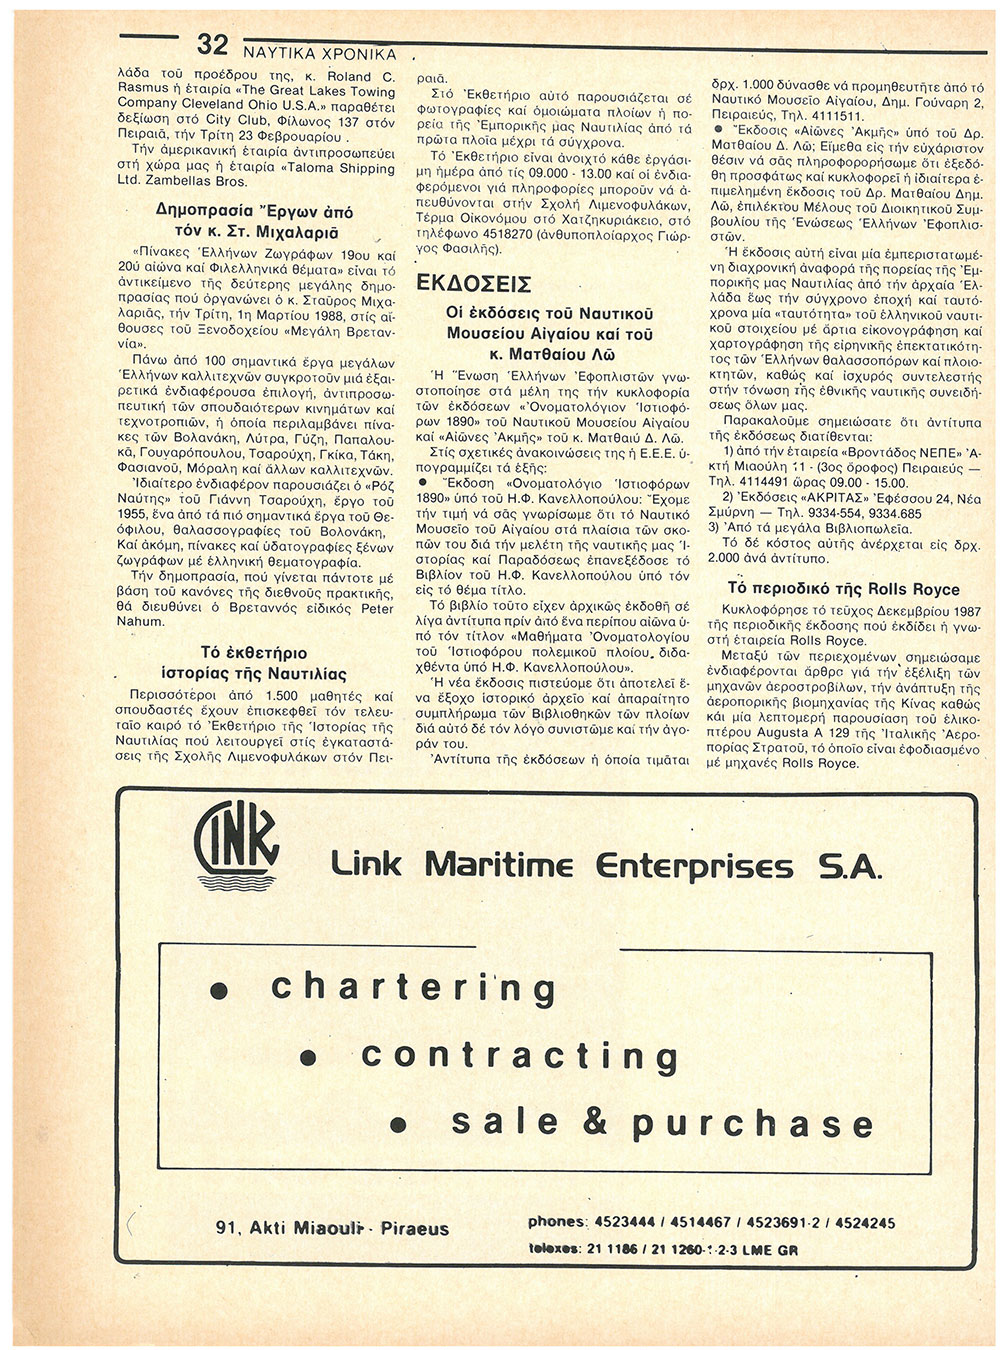 32 ΝΑΥΤΙΚΑ ΧΡΟΝΙΚΑ
λάδα τοῦ προέδρου της, κ. Roland C.
Rasmus ἡ ἑταιρία «The Great Lakes Towing
Company Cleveland Ohio U.S.A.» παραθέτει
δεξίωση στό City Club, Φίλωνος 137 στόν
Πειραιᾶ, τήν Τρίτη 23 Φεβρουαρίου .
Τήν ἀμερικανική ἑταιρία ἀντιπροσωπεύει
στή χώρα μας ἡ ἑταιρία «Taloma Shipping
Ltd. Zambellas Bros.
Δημοπρασία Ἔργων ἀπό
τόν κ. Στ. Μιχαλαριᾶ
«Πίνακες Ἑλλήνων Ζωγράφων 19ου καί
20ύ αἰώνα καί Φιλελληνικά θέματα» εἶναι τό
ἀντικείμενο τῆς δεύτερης μεγάλης δημο-
πρασίας πού ὀργανώνει ὁ κ. Σταῦρος Μιχα-
λαριᾶς, τήν Τρίτη, 1η Μαρτίου 1988, στίς αἴ-
θουσες τοῦ Ξενοδοχείου «Μεγάλη Βρεταν-
νία».
Πάνω ἀπό 100 σημαντικά ἔργα μεγάλων
Ἑλλήνων καλλιτεχνών συγκροτοῦν μιά ἐξαι-
ρετικά ἐνδιαφέρουσα ἐπιλογή, ἀντιπροσω-
πευτική τῶν σπουδαιότερων κινημάτων καί
τεχνοτροπιῶν, ἡ ὁποία περιλαμβάνει πίνα-
κες τῶν Βολανάκη, Λύτρα, Γύζη, Παπαλου-
κᾶ, Γουναρόπουλου, Τσαρούχη, Γκίκα, Τάκη,
Φασιανοῦ, Μόραλη καί ἄλλων καλλιτεχνῶν.
Ἰδιαίτερο ἐνδιαφέρον παρουσιάζει ὁ «Ρόζ
Ναύτης» τοῦ Γιάννη Τσαρούχη, ἔργο τοῦ
1955, ἕνα ἀπό τά πιό σημαντικά ἔργα τοῦ Θε-
όφιλου, θαλασσογραφίες τοῦ Βολονάκη,
Καί ἀκόμη, πίνακες καί ὑδατογραφίες ξένων
ζωγράφων μέ ἑλληνική θεματογραφία.
Τήν δημοπρασία, πού γίνεται πάντοτε μέ
βάση τού κανόνες τῆς διεθνοῦς πρακτικῆς,
θά διευθύνει ὁ Βρεταννός εἰδικός Peter
Nahum.
Τό ἐκθετήριο
ἱστορίας τῆς Ναυτιλίας
Περισσότεροι ἀπό 1.500 μαθητές καί
σπουδαστές ἔχουν ἐπισκεφθεῖ τόν τελευ-
ταῖο καιρό τό Ἐκθετήριο τῆς Ἱστορίας τῆς
Ναυτιλίας πού λειτουργεῖ στίς ἐγκαταστά-
σεις τῆς Σχολῆς Λιμενοφυλάκων στόν Πει-
ραιᾶ.
Στό Ἐκθετήριο αὐτό παρουσιάζεται σέ
φωτογραφίες καί ὁμοιώματα πλοίων ἡ πο-
ρεία τῆς Ἐμπορικῆς μας Ναυτιλίας ἀπό τά
πρῶτα πλοῖα μέχρι τά σύγχρονα.
Τό Ἐκθετήριο εἶναι ἀνοιχτό κάθε ἐργάσι-
μη ἡμέρα ἀπό τίς 09.000 - 13.00 καί οἱ ἐνδια-
φερόμενοι γιά πληροφορίες μποροῦν νά ἀ-
πευθύνονται στήν Σχολή Λιμενοφυλάκων,
Τέρμα Οἰκονόμου στό Χατζηκυριάκειο, στό
τηλέφωνο 4518270 (ἀνθυποπλοίαρχος Γιώρ-
γος Φασιλῆς).
ΕΚΔΟΣΕΙΣ
Οἱ ἐκδόσεις τοῦ Ναυτικοῦ
Μουσείου Αἰγαίου καί τοῦ
κ. Ματθαίου Λῶ
Ἡ Ἕνωση Ἑλλήνων Ἐφοπλιστῶν γνω-
στοποίησε στά μέλη της τήν κυκλοφορία
τῶν ἐκδόσεων «Ὀνοματολόγιον Ἱστιοφό-
ρων 1890» τοῦ Ναυτικοῦ Μουσείου Αἰγαίου
καί «Αἰῶνες Ἀκμῆς» τοῦ κ. Ματθαιύ Δ. Λῶ.
Στίς σχετικές ἀνακοινώσεις της ἡ Ε.Ε.Ε. ὑ-
πογραμμίζει τά ἑξῆς:
● Ἔκδοση «Ονοματολόγιο Ἱστιοφόρων
1890» ὑπό τοῦ Η.Φ. Κανελλοπούλου: Ἔχομε
τήν τιμή νά σᾶς γνωρίσωμε ὅτι τό Ναυτικό
Μουσεῖο τοῦ Αἰγαίου στά πλαίσια τῶν σκο-
πῶν του διά τήν μελέτη τῆς ναυτικῆς μας Ἱ-
στορίας καί Παραδόσεως ἐπανεξέδοσε τό
Βιβλίον τοῦ Η.Φ. Κανελλοπούλου ὑπό τόν
εἰς τό θέμα τίτλο.
Τό βιβλίο τοῦτο εἶχεν ἀρχικῶς ἐκδοθῆ σέ
λίγα ἀντίτυπα πρίν ἀπό ἕνα περίπου αἰῶνα ὑ-
πό τόν τίτλον «Μαθήματα Ὀνοματολογίου
τοῦ Ἱστιοφόρου πολεμικοῦ πλοίου, διδα-
χθέντα ὑπό Η.Φ. Κανελλοπούλου».
Ἡ νέα ἔκδοσις πιστεύομε ὅτι ἀποτελεῖ ἕ-
να ἔξοχο ἱστορικό ἀρχεῖο καί ἀπαραίτητο
συμπλήρωμα τῶν Βιβλιοθηκῶν τῶν πλοίων
διά αὐτό δέ τόν λόγο συνιστῶμε καί τήν ἀγο-
ράν του.
Ἀντίτυπα τῆς ἐκδόσεων ἡ ὁποία τιμᾶται
δρχ. 1.000 δύνασθε νά προμηθευτῆτε ἀπό τό
Ναυτικό Μουσεῖο Αἰγαίου, Δημ. Γούναρη 2,
Πειραιεύς, Τηλ. 4111511.
● Ἔκδοσις «Αἰῶνες Ἀκμῆς» ὑπό τοῦ Δρ.
Ματθαίου Δ. Λῶ; Εἴμεθα εἰς τήν εὐχάριστον
θέσιν νά σᾶς πληροφορορήσωμε ὅτι ἐξεδό-
θη προσφάτως καί κυκλοφορεῖ ἡ ἰδιαίτερα ἐ-
πιμελημένη ἔκδοσις τοῦ Δρ. Ματθαίου Δημ.
Λῶ, ἐπιλέκτου Μέλους τοῦ Διοικητικοῦ Συμ-
βουλίου τῆς Ἑνώσεως Ἑλλήνων Ἐφοπλισ-
στῶν.
Ἡ ἔκδοσις αὐτή εἶναι μία ἐμπεριστατωμέ-
νη διαχρονική ἀναφορά τῆς πορείας τῆς Ἐμ-
πορικῆς μας Ναυτιλίας ἀπό τήν ἀρχαία Ἑλ-
λάδα ἕως τήν σύγχρονο ἐποχή καί ταυτό-
χρονα μία «ταυτότητα» τοῦ ἑλληνικοῦ ναυτι-
κοῦ στοιχείου μέ ἄρτια εἰκονογράφηση καί
χαρτογράφηση τῆς εἰρηνικῆς ἐπεκτατικότη-
τος τῶν Ἑλλήνων θαλασσοπόρων καί πλοιο-
κτητῶν, καθώς καί ἰσχυρός συντελεστής
στήν τόνωση τῆς ἐθνικῆς ναυτικῆς συνειδή-
σεως ὅλων μας.
Παρακαλοῦμε σημειώσατε ὅτι ἀντίτυπα
τῆς ἐκδόσεως διατίθενται:
1) ἀπό τήν ἑταιρεία «Βροντάδος ΝΕΠΕ» Ἀ-
κτή Μιαούλη 11 - (3ος ὄροφος) Πειραιεύς —
Τηλ. 4114491 ὥρας 09.00 - 15.00.
2) Ἐκδόσεις «ΑΚΡΙΤΑΣ» Ἐφέσσου 24, Νέα
Σμύρνη — Τηλ. 9334-554, 9334.685
3) Ἀπό τά μεγάλα Βιβλιοπωλεῖα.
Τό δέ κόστος αὐτῆς ἀνέρχεται εἰς δρχ.
2.000 ἀνά ἀντίτυπο.
Τό περιοδικό τῆς Rolls Royce
Κυκλοφόρησε τό τεῦχος Δεκεμβρίου 1987
τῆς περιοδικῆς ἔκδοσης πού ἐκδίδει ἡ γνω-
στή ἑταιρεία Rolls Royce.
Μεταξύ τῶν περιεχομένων σημειώσαμε
ἐνδιαφέρονται ἄρθρα γιά τήν ἐξέλιξη τῶν
μηχανῶν ἀεροστροβίλων, τήν ἀνάπτυξη τῆς
ἀεροπορικῆς βιομηχανίας τῆς Κίνας καθώς
κάι μία λεπτομερή παρουσίαση τοῦ ἑλικο-
πτέρου Augusta A 129 τῆς Ἰταλικῆς Ἀερο-
πορίας Στρατοῦ, τό ὁποῖο εἶναι ἐφοδιασμένο
μέ μηχανές Rolls Royce.
LINK
Link Maritime Enterprises S.A.
● chartering
● contracting
● sale & purchase
91, Akti Miaouli - Piraeus
phones: 4523444 / 4514467 / 4523691-2 / 4524245
telexes: 21 1186 / 21 1260-1-2-3 LME GR